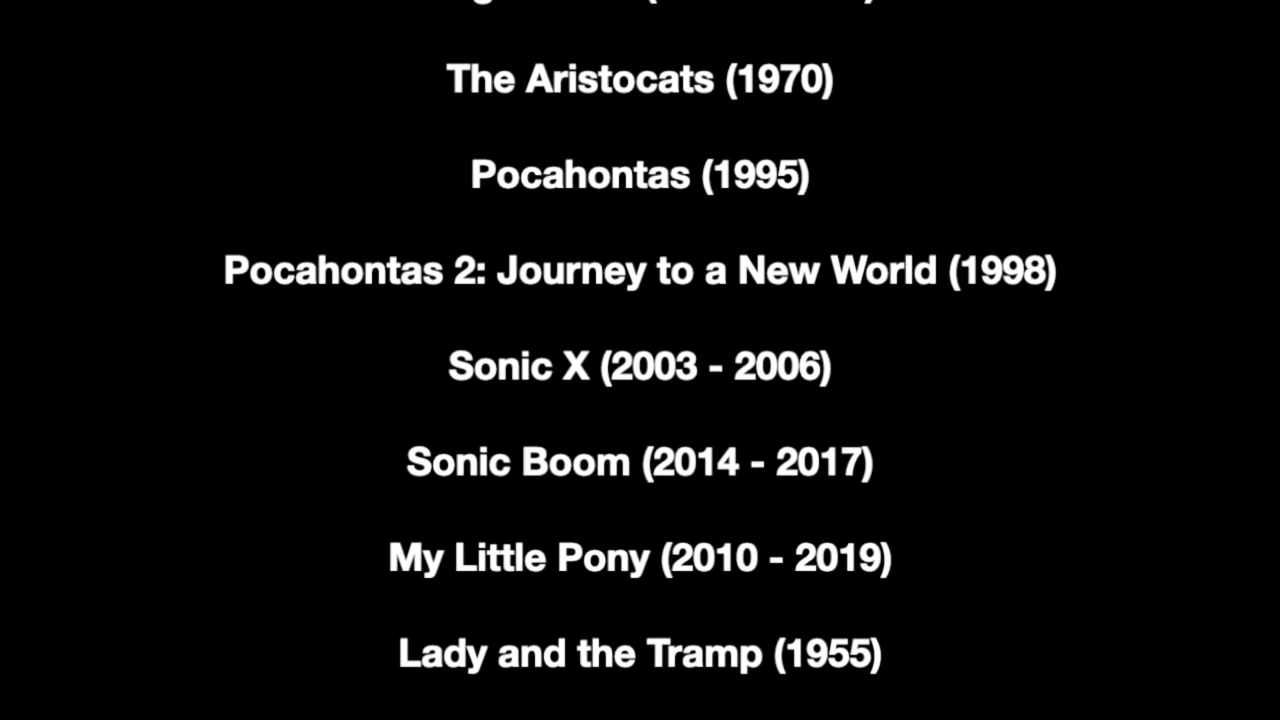 The Aristocats (1970)
Pocahontas (1995)
Pocahontas 2: Journey to a New World (1998)
Sonic X (2003 - 2006)
Sonic Boom (2014 - 2017)
My Little Pony (2010 - 2019)
Lady and the Tramp (1955)